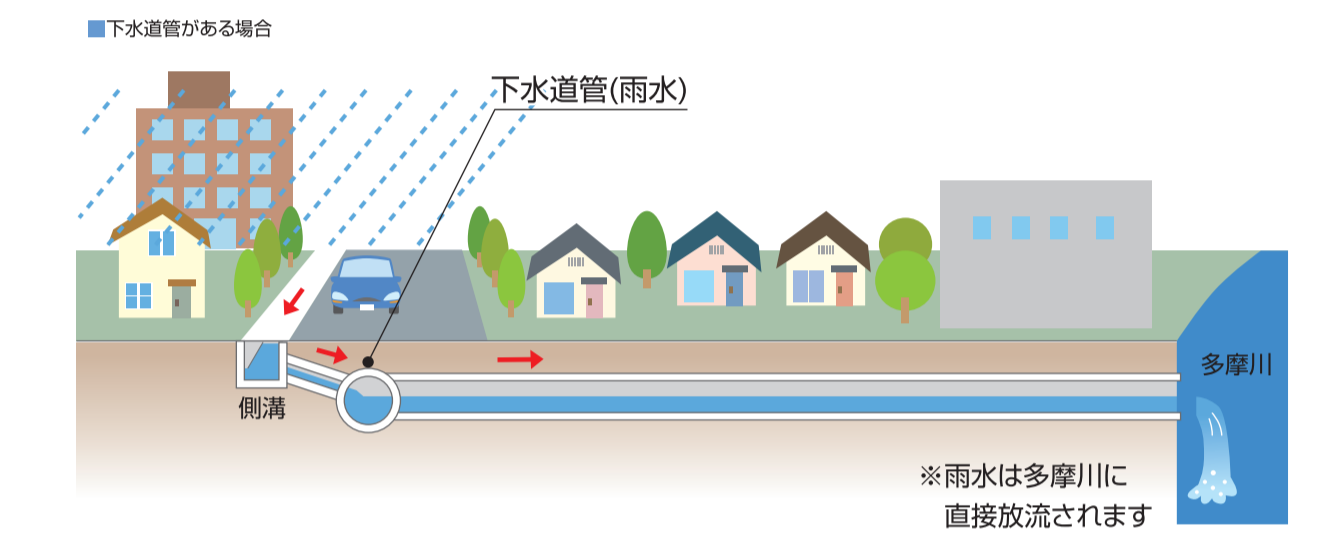 ■下水道管がある場合
下水道管(雨水)
多摩川
側溝
※雨水は多摩川に
直接放流されます